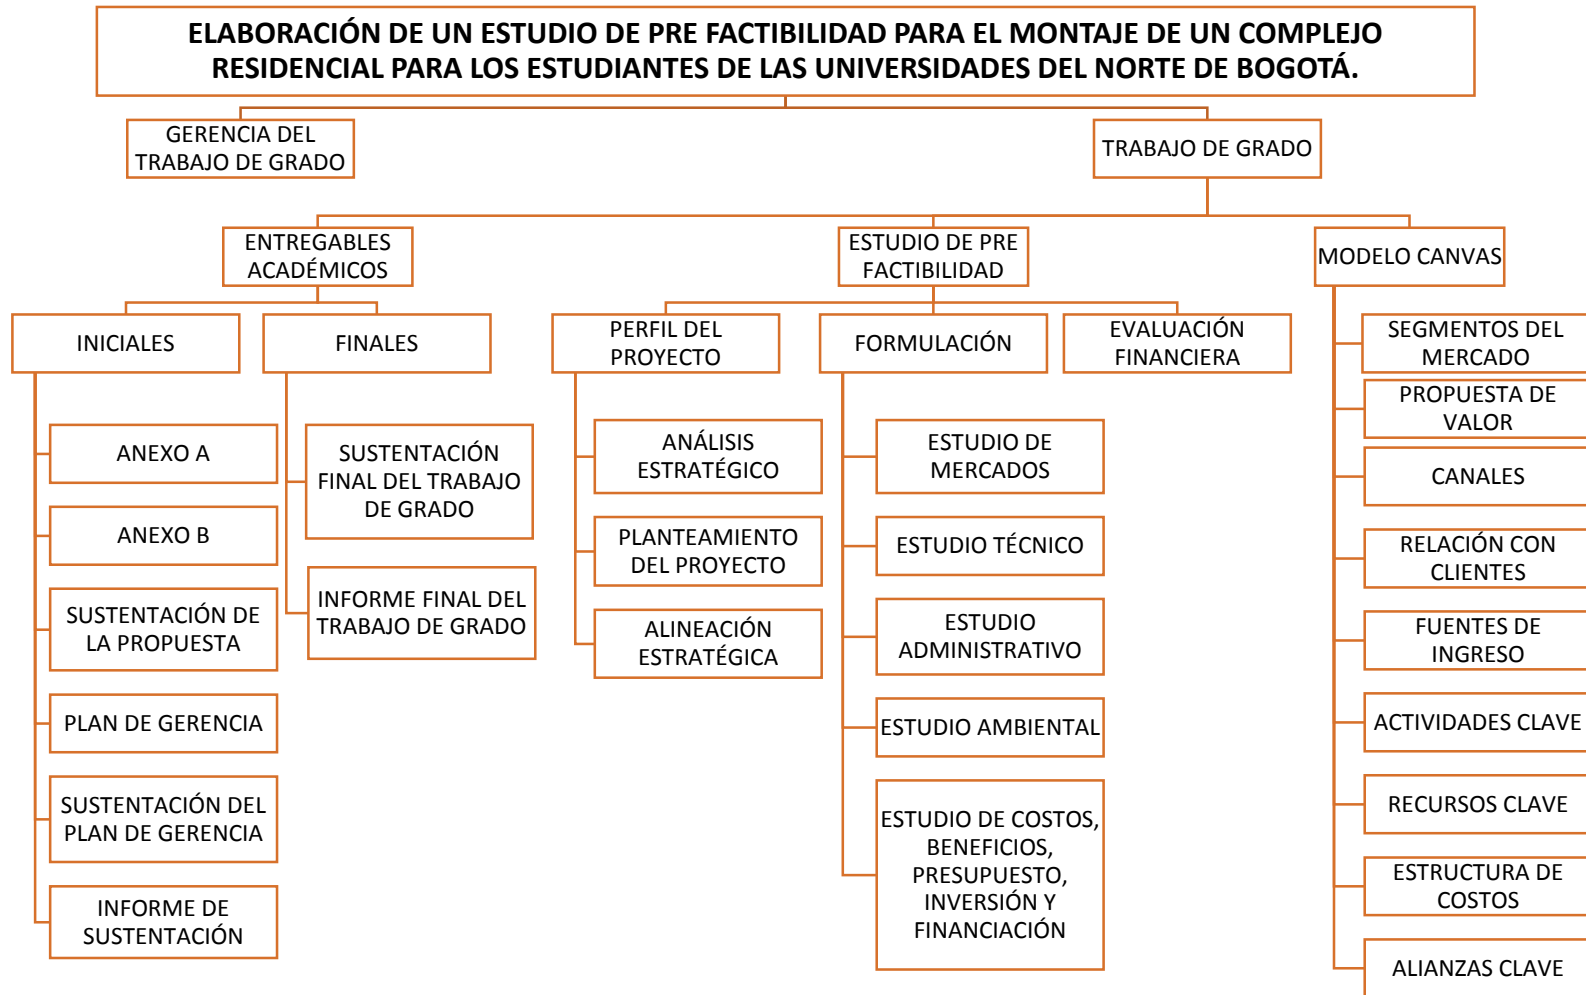 ELABORACIÓN DE UN ESTUDIO DE PRE FACTIBILIDAD PARA EL MONTAJE DE UN COMPLEJO
RESIDENCIAL PARA LOS ESTUDIANTES DE LAS UNIVERSIDADES DEL NORTE DE BOGOTÁ.
GERENCIA DEL
TRABAJO DE GRADO
TRABAJO DE GRADO
ENTREGABLES
ACADÉMICOS
INICIALES
ANEXO A
ANEXO B
SUSTENTACIÓN DE
LA PROPUESTA
PLAN DE GERENCIA
SUSTENTACIÓN DEL
PLAN DE GERENCIA
INFORME DE
SUSTENTACIÓN
FINALES
SUSTENTACIÓN
FINAL DEL TRABAJO
DE GRADO
INFORME FINAL DEL
TRABAJO DE GRADO
ESTUDIO DE PRE
FACTIBILIDAD
PERFIL DEL
PROYECTO
ANÁLISIS
ESTRATÉGICO
PLANTEAMIENTO
DEL PROYECTO
ALINEACIÓN
ESTRATÉGICA
FORMULACIÓN
ESTUDIO DE
MERCADOS
ESTUDIO TÉCNICO
ESTUDIO
ADMINISTRATIVO
ESTUDIO AMBIENTAL
ESTUDIO DE COSTOS,
BENEFICIOS,
PRESUPUESTO,
INVERSIÓN Y
FINANCIACIÓN
EVALUACIÓN
FINANCIERA
MODELO CANVAS
SEGMENTOS DEL
MERCADO
PROPUESTA DE
VALOR
CANALES
RELACIÓN CON
CLIENTES
FUENTES DE
INGRESO
ACTIVIDADES CLAVE
RECURSOS CLAVE
ESTRUCTURA DE
COSTOS
ALIANZAS CLAVE